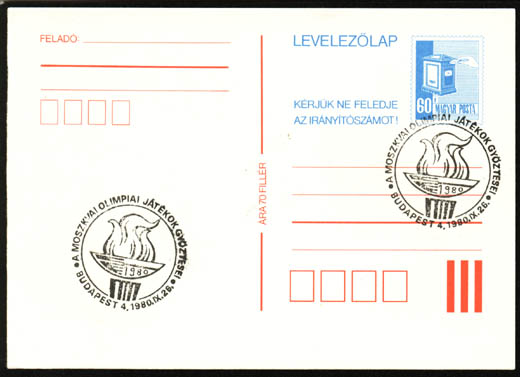 FELADÓ:
LEVELEZŐLAP
60f
MAGYAR POSTA
KÉRJÜK NE FELEDJE
AZ IRÁNYÍTÓSZÁMOT!
ÁRA 70 FILLÉR
A MOSZKVAI OLIMPIAI JÁTÉKOK GYŐZTESEI
1980
BUDAPEST 4, 1980.IX.26.
A MOSZKVAI OLIMPIAI JÁTÉKOK GYŐZTESEI
1980
BUDAPEST 4, 1980.IX.26.